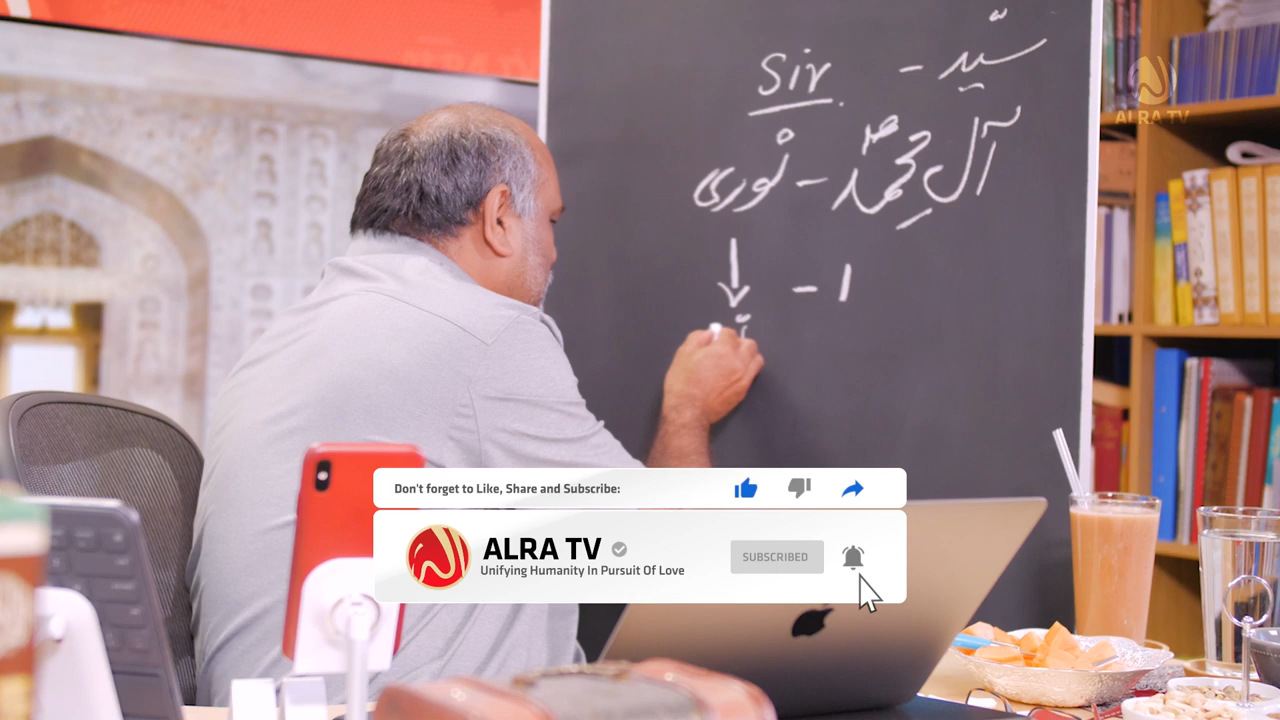 سیّد - Sir
آلِ محمدؐ - نُوری
1 -
ALRA TV
Don't forget to Like, Share and Subscribe:
ALRA TV
Unifying Humanity In Pursuit Of Love
SUBSCRIBED